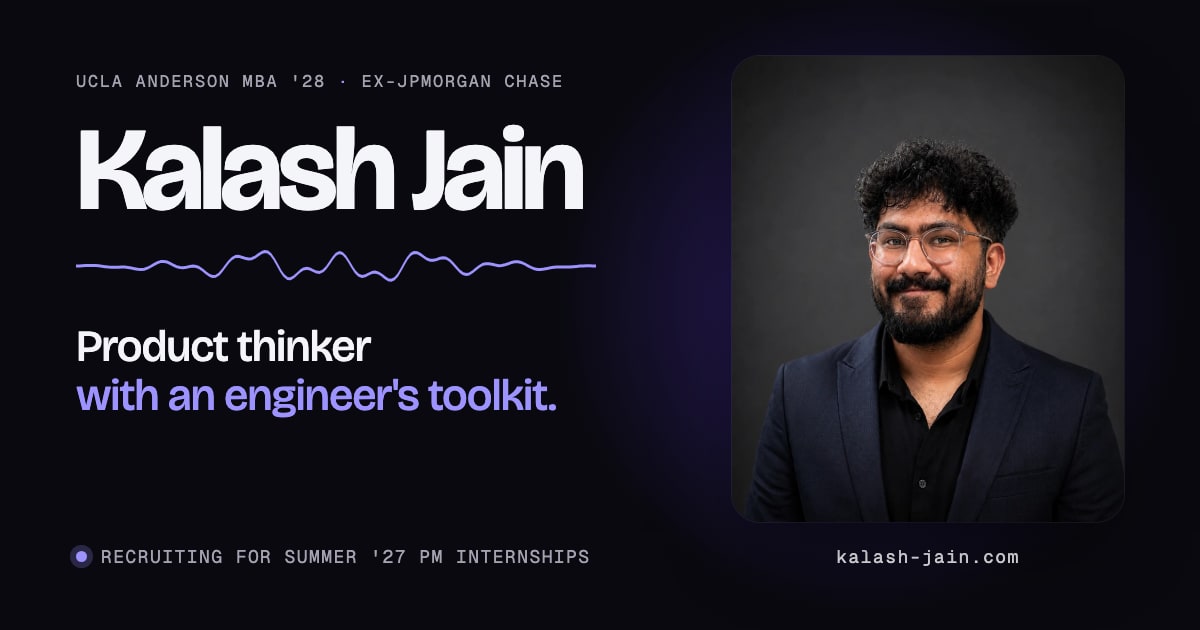 UCLA ANDERSON MBA '28 · EX-JPMORGAN CHASE
Kalash Jain
Product thinker
with an engineer's toolkit.
RECRUITING FOR SUMMER '27 PM INTERNSHIPS
kalash-jain.com